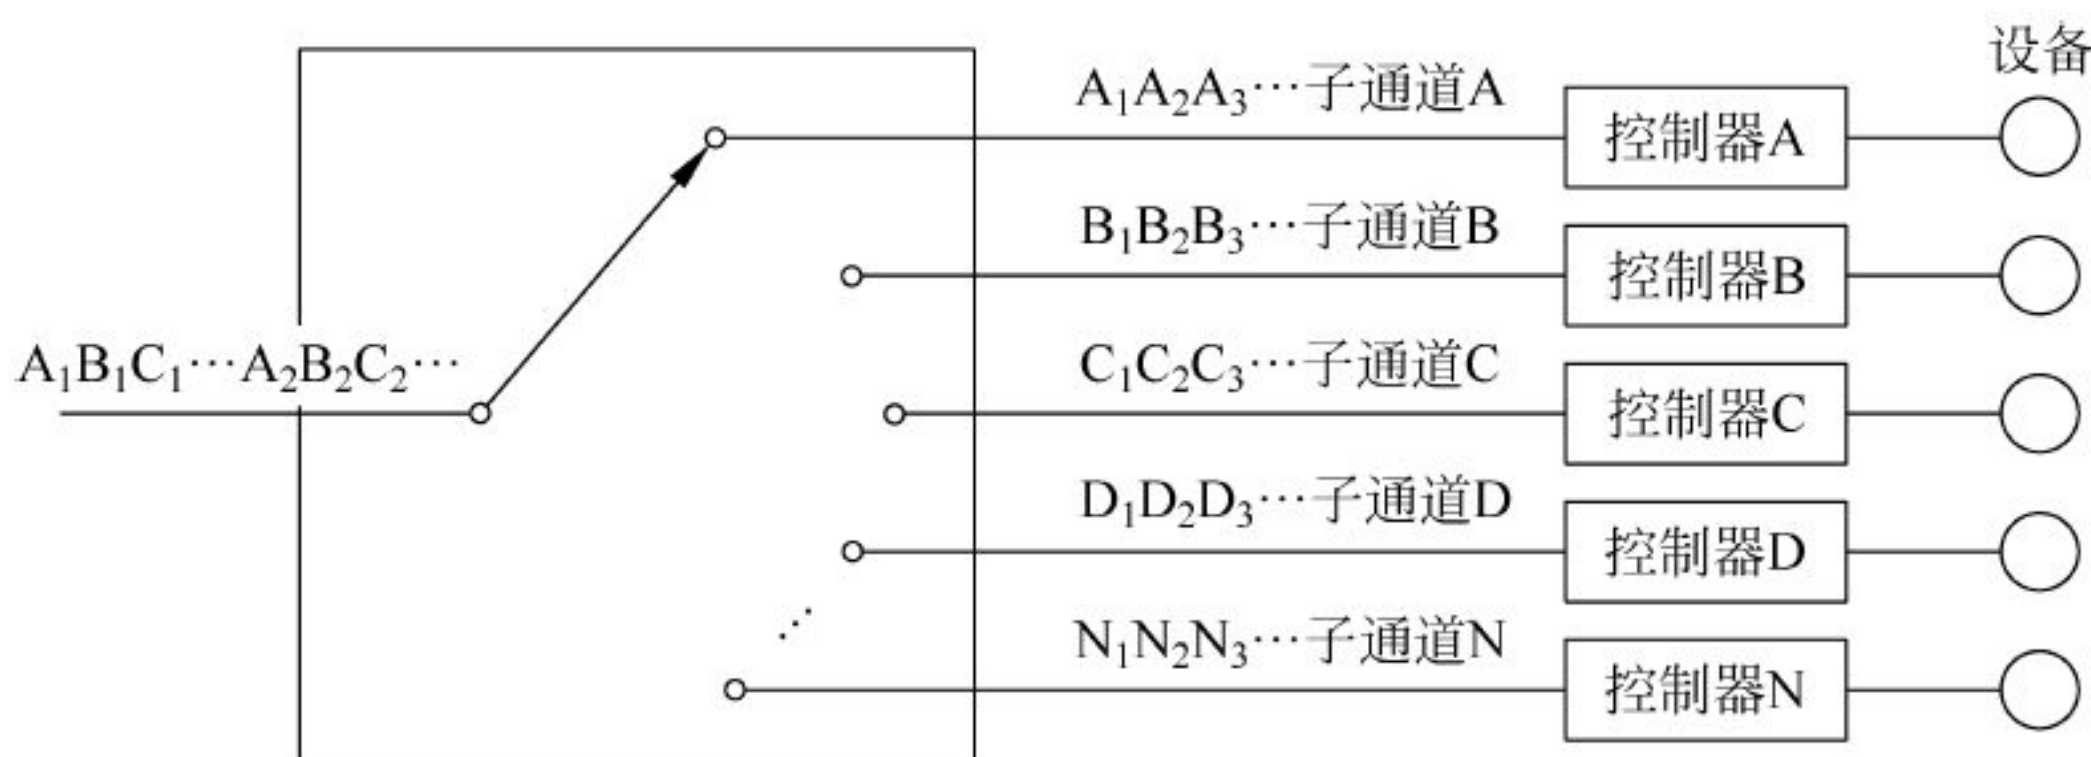 设备
A₁A₂A₃···子通道A
控制器A
B₁B₂B₃···子通道B
控制器B
A₁B₁C₁···A₂B₂C₂···
C₁C₂C₃···子通道C
控制器C
D₁D₂D₃···子通道D
控制器D
N₁N₂N₃···子通道N
控制器N